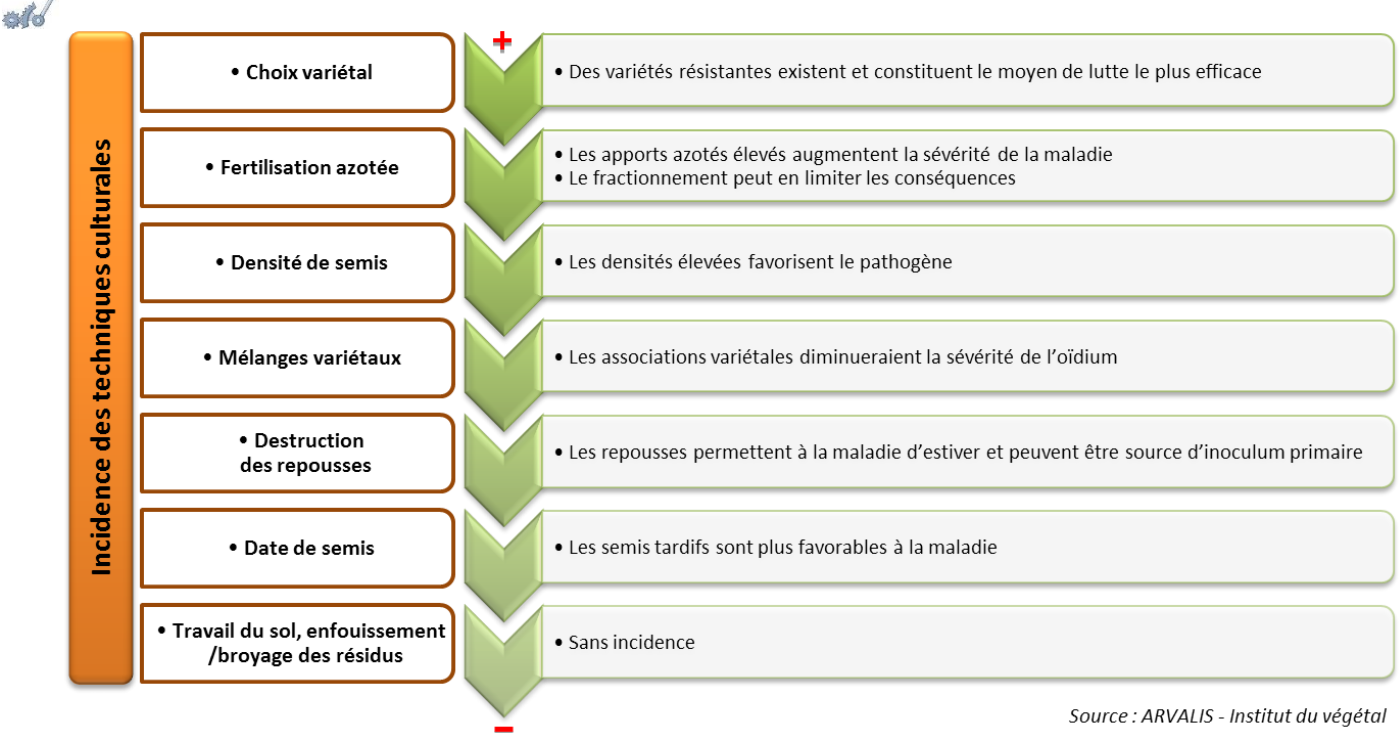 Incidence des techniques culturales
+
• Choix variétal
• Des variétés résistantes existent et constituent le moyen de lutte le plus efficace
• Fertilisation azotée
• Les apports azotés élevés augmentent la sévérité de la maladie
• Le fractionnement peut en limiter les conséquences
• Densité de semis
• Les densités élevées favorisent le pathogène
• Mélanges variétaux
• Les associations variétales diminueraient la sévérité de l’oïdium
• Destruction
des repousses
• Les repousses permettent à la maladie d’estiver et peuvent être source d’inoculum primaire
• Date de semis
• Les semis tardifs sont plus favorables à la maladie
• Travail du sol, enfouissement
/broyage des résidus
• Sans incidence
–
Source : ARVALIS - Institut du végétal